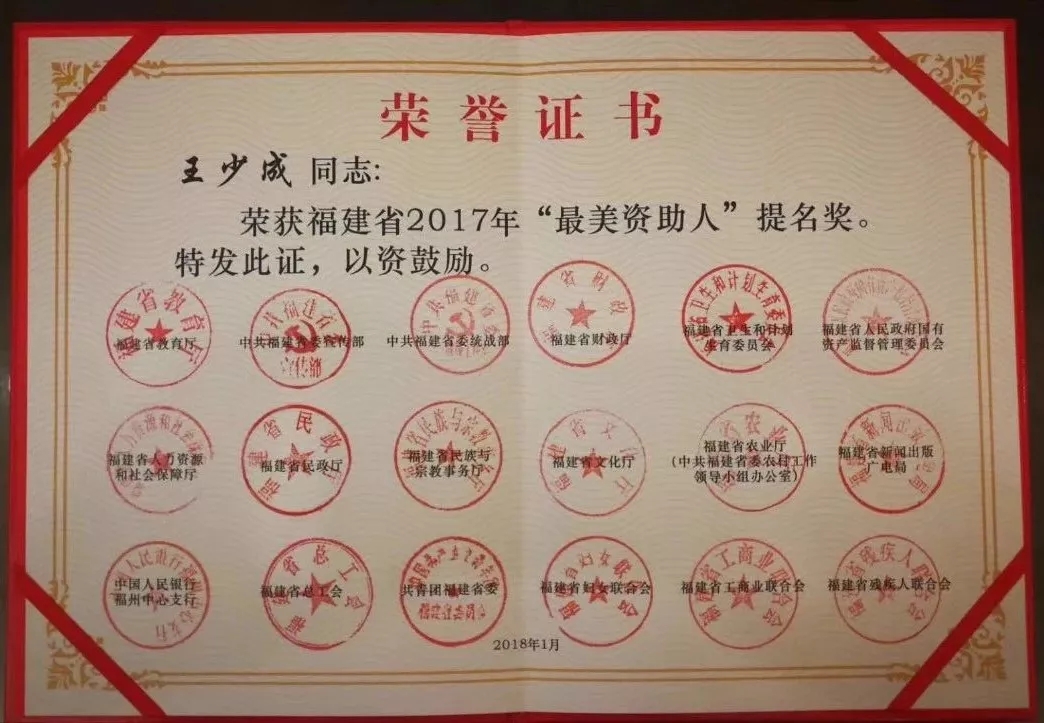 荣誉证书
王少成 同志：
荣获福建省2017年“最美资助人”提名奖。
特发此证，以资鼓励。
福建省教育厅
中共福建省委宣传部
中共福建省委统战部
福建省财政厅
福建省卫生和计划
生育委员会
福建省人民政府国有
资产监督管理委员会
福建省人力资源
和社会保障厅
福建省民政厅
福建省民族与
宗教事务厅
福建省文化厅
福建省农业厅
（中共福建省委农村工作
领导小组办公室）
福建省新闻出版
广电局
中国人民银行
福州中心支行
福建省总工会
共青团福建省委
福建省妇女联合会
福建省工商业联合会
福建省残疾人联合会
2018年1月